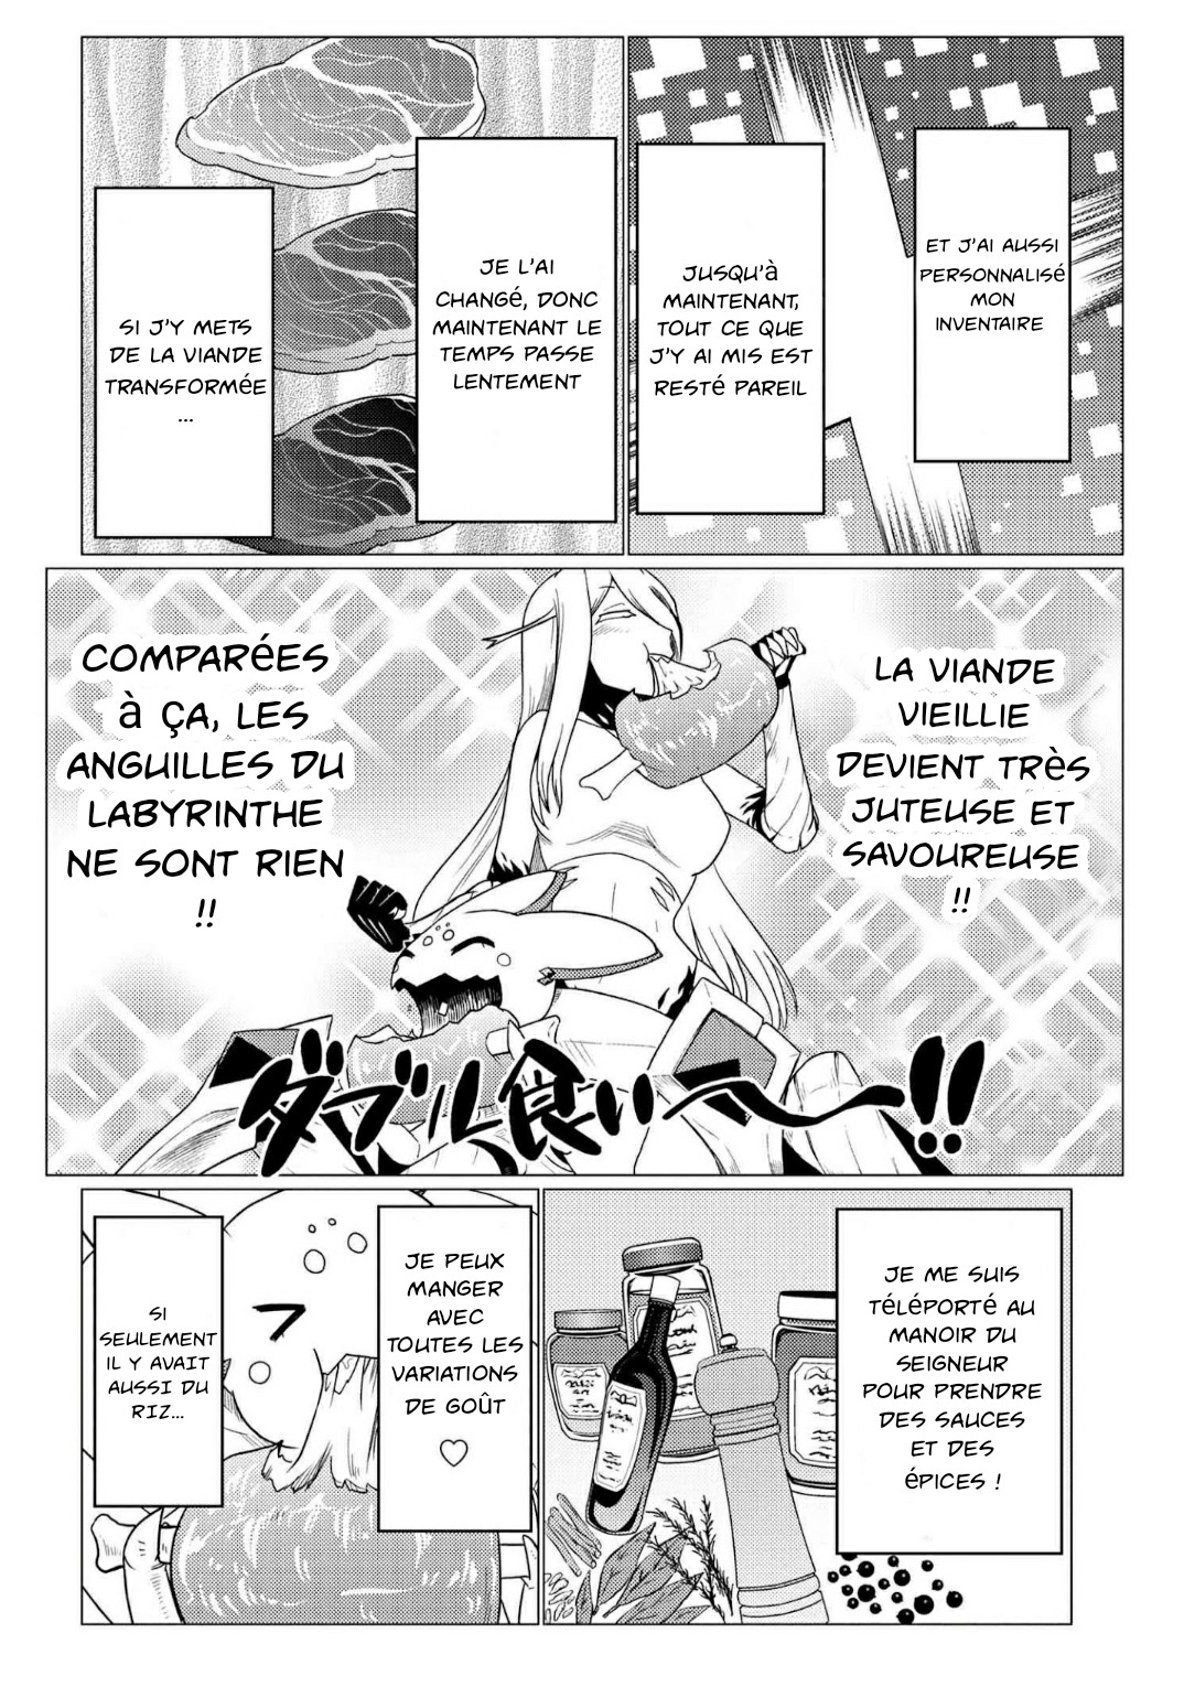 ET J'AI AUSSI
PERSONNALISÉ
MON
INVENTAIRE
JUSQU'À
MAINTENANT,
TOUT CE QUE
J'Y AI MIS EST
RESTÉ PAREIL
JE L'AI
CHANGÉ, DONC
MAINTENANT LE
TEMPS PASSE
LENTEMENT
SI J'Y METS
DE LA VIANDE
TRANSFORMÉE
...
LA VIANDE
VIEILLIE
DEVIENT TRÈS
JUTEUSE ET
SAVOUREUSE
!!
COMPARÉES
À ÇA, LES
ANGUILLES DU
LABYRINTHE
NE SONT RIEN
!!
ダブル食い〜!!
JE ME SUIS
TÉLÉPORTÉ AU
MANOIR DU
SEIGNEUR
POUR PRENDRE
DES SAUCES
ET DES
ÉPICES !
JE PEUX
MANGER
AVEC
TOUTES LES
VARIATIONS
DE GOÛT
♡
SI
SEULEMENT
IL Y AVAIT
AUSSI DU
RIZ...